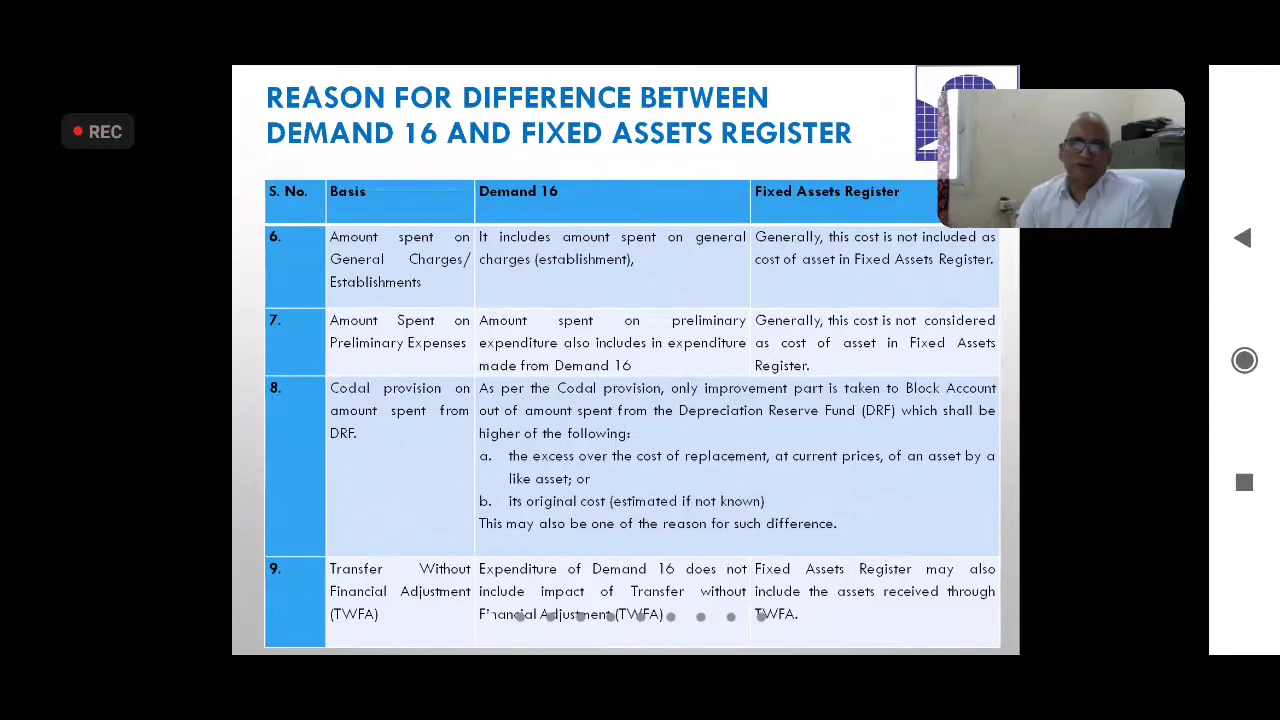 REASON FOR DIFFERENCE BETWEEN
DEMAND 16 AND FIXED ASSETS REGISTER
REC
S. No.
Basis
Demand 16
Fixed Assets Register
6.
Amount spent on
General Charges/
Establishments
It includes amount spent on general
charges (establishment),
Generally, this cost is not included as
cost of asset in Fixed Assets Register.
7.
Amount Spent on
Preliminary Expenses
Amount spent on preliminary
expenditure also includes in expenditure
made from Demand 16
Generally, this cost is not considered
as cost of asset in Fixed Assets
Register.
8.
Codal provision on
amount spent from
DRF.
As per the Codal provision, only improvement part is taken to Block Account
out of amount spent from the Depreciation Reserve Fund (DRF) which shall be
higher of the following:
a. the excess over the cost of replacement, at current prices, of an asset by a
like asset; or
b. its original cost (estimated if not known)
This may also be one of the reason for such difference.
9.
Transfer Without
Financial Adjustment
(TWFA)
Expenditure of Demand 16 does not
include impact of Transfer without
Financial Adjustment (TWFA)
Fixed Assets Register may also
include the assets received through
TWFA.